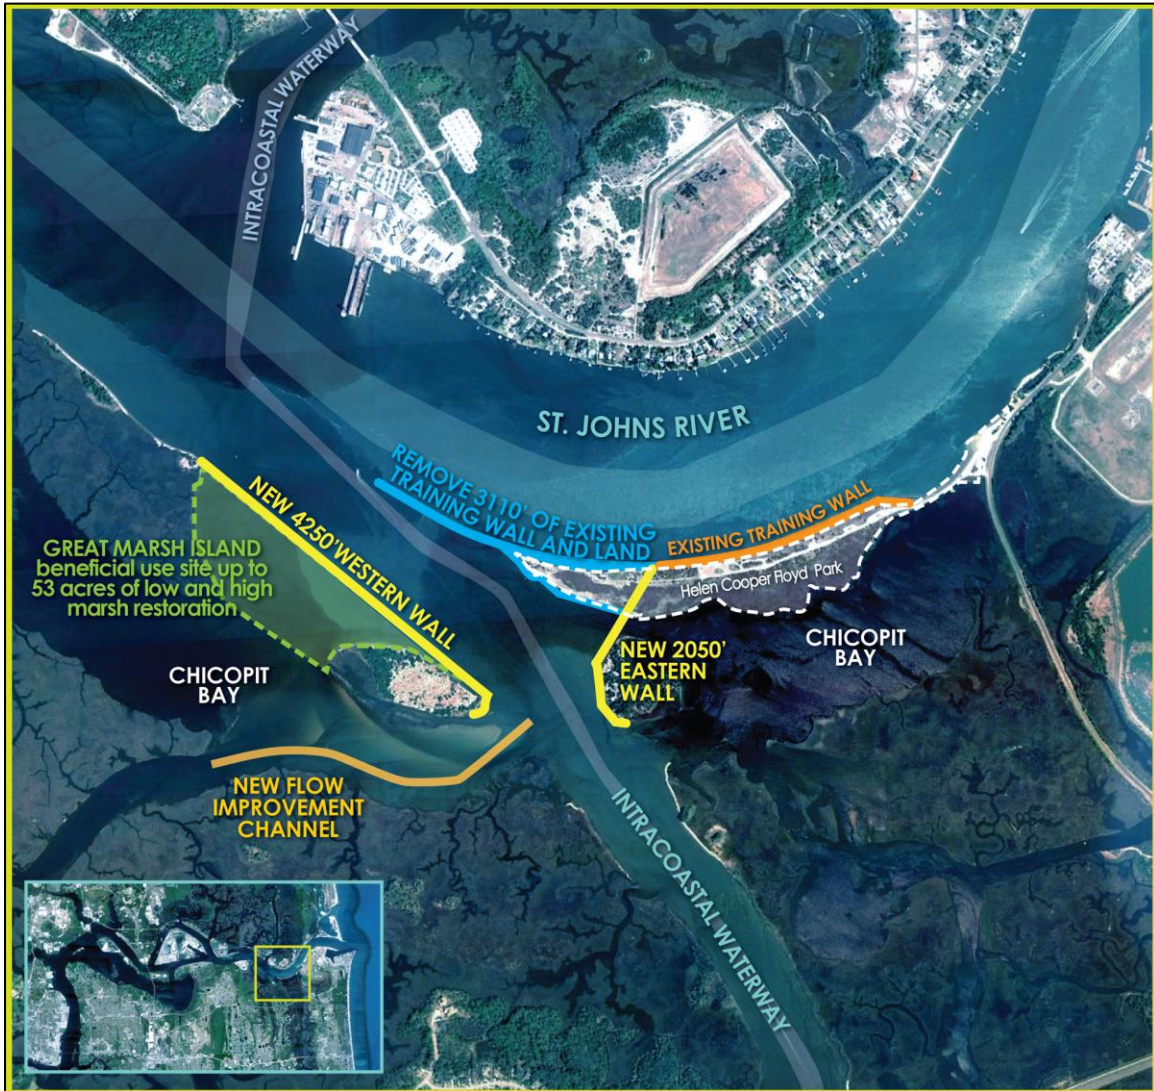 INTRACOASTAL WATERWAY
ST. JOHNS RIVER
REMOVE 3110' OF EXISTING
TRAINING WALL AND LAND
EXISTING TRAINING WALL
Helen Cooper Floyd Park
NEW 4250' WESTERN WALL
GREAT MARSH ISLAND
beneficial use site up to
53 acres of low and high
marsh restoration
CHICOPIT
BAY
NEW 2050'
EASTERN
WALL
CHICOPIT
BAY
NEW FLOW
IMPROVEMENT
CHANNEL
INTRACOASTAL WATERWAY